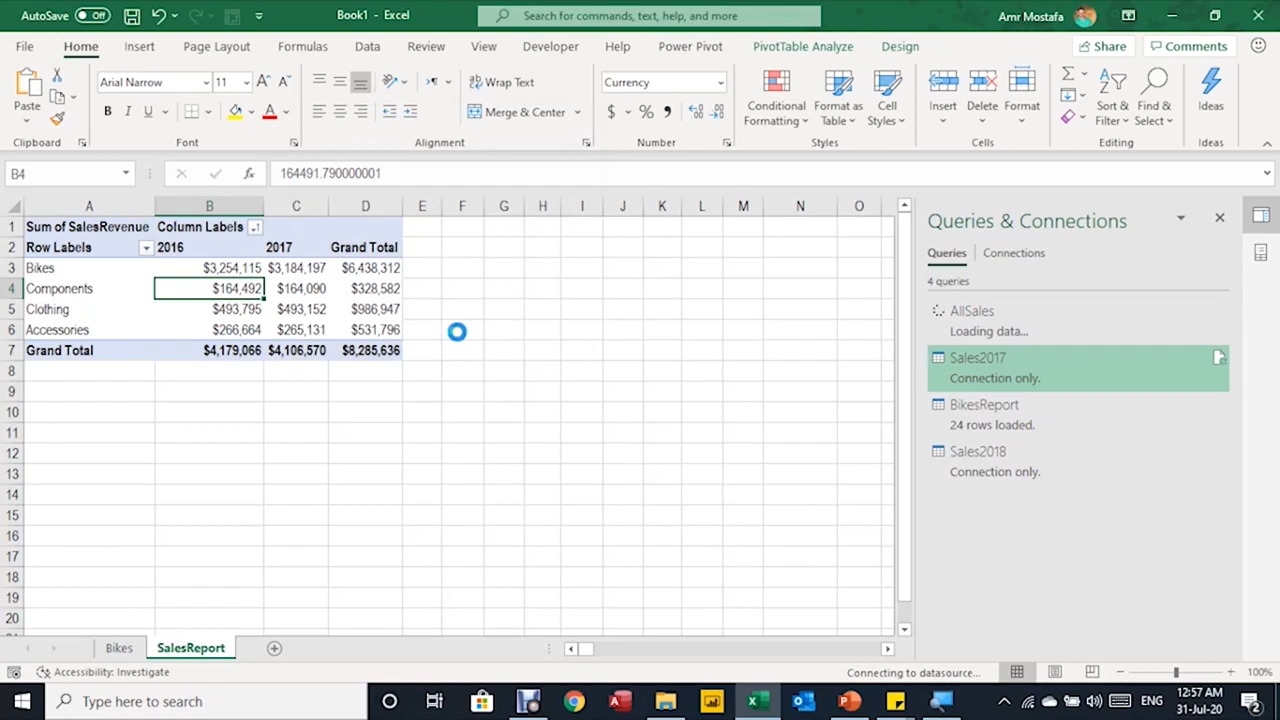 AutoSave Off Book1 - Excel Search for commands, text, help, and more Amr Mostafa
File Home Insert Draw Page Layout Formulas Data Review View Developer Help Power Pivot PivotTable Analyze Design Share Comments
Paste Arial Narrow 11 Wrap Text Currency Conditional Formatting Format as Table Cell Styles Insert Delete Format Sort & Filter Find & Select Ideas
B I U Merge & Center $ %
Clipboard Font Alignment Number Styles Cells Editing Ideas
B4 fx 164491.790000001
A B C D E F G H I J K L M N O
1 Sum of SalesRevenue Column Labels
2 Row Labels 2016 2017 Grand Total
3 Bikes $3,254,115 $3,184,197 $6,438,312
4 Components $164,492 $164,090 $328,582
5 Clothing $493,795 $493,152 $986,947
6 Accessories $266,664 $265,131 $531,796
7 Grand Total $4,179,066 $4,106,570 $8,285,636
8
9
10
11
12
13
14
15
16
17
18
19
20
Queries & Connections
Queries Connections
4 queries
AllSales
Loading data...
Sales2017
Connection only.
BikesReport
24 rows loaded.
Sales2018
Connection only.
Bikes SalesReport
Accessibility: Investigate Connecting to datasource... 100%
Type here to search ENG 12:57 AM
31-Jul-20 2